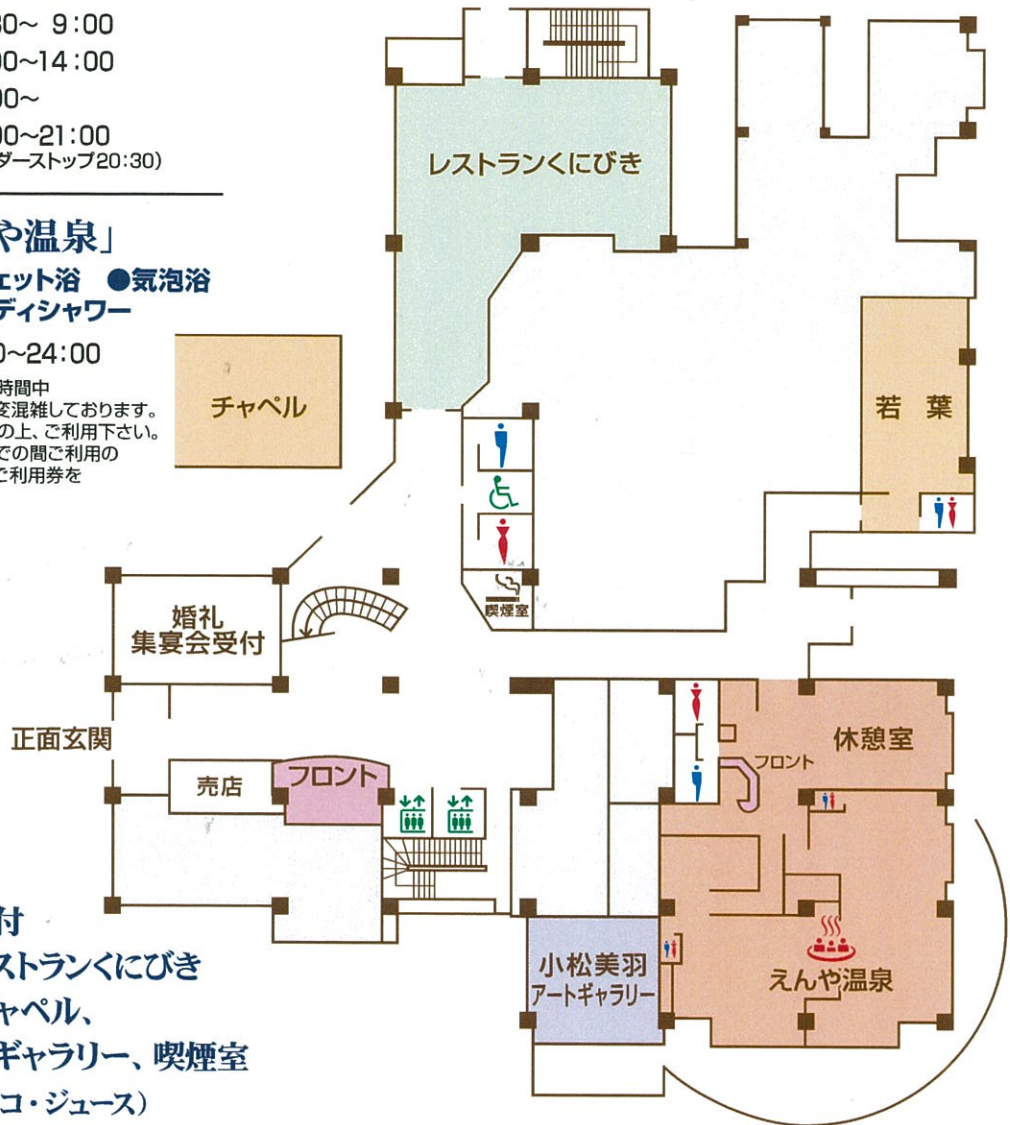 30～ 9:00
00～14:00
00～
00～21:00
ダーストップ20:30）
や温泉」
ェット浴　●気泡浴
ディシャワー
0～24:00
時間中
変混雑しております。
の上、ご利用下さい。
での間ご利用の
ご利用券を
レストランくにびき
チャペル
若 葉
喫煙室
婚礼
集宴会受付
正面玄関
売店
フロント
休憩室
フロント
小松美羽
アートギャラリー
えんや温泉
付
ストランくにびき
ャペル、
ギャラリー、喫煙室
コ・ジュース）